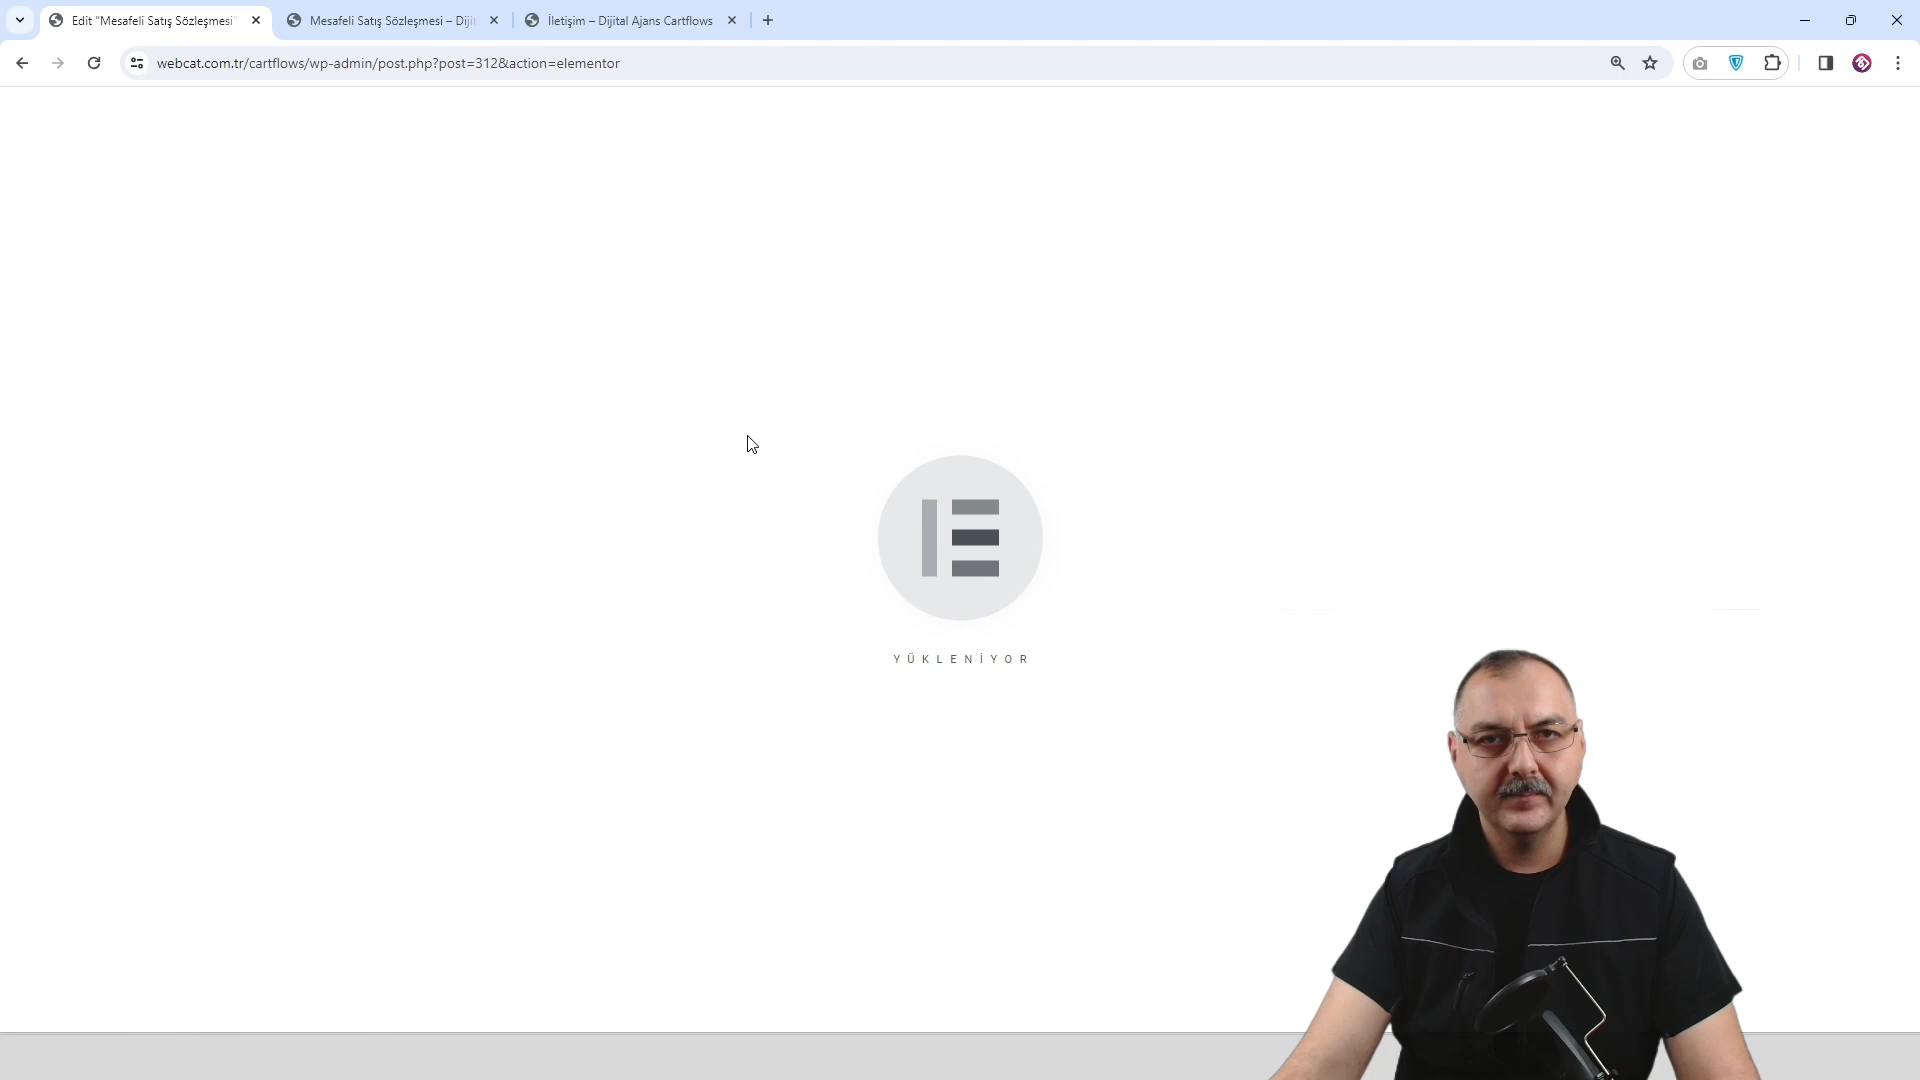 Edit "Mesafeli Satış Sözleşmesi"
Mesafeli Satış Sözleşmesi – Diji
İletişim – Dijital Ajans Cartflows
webcat.com.tr/cartflows/wp-admin/post.php?post=312&action=elementor
YÜKLENİYOR